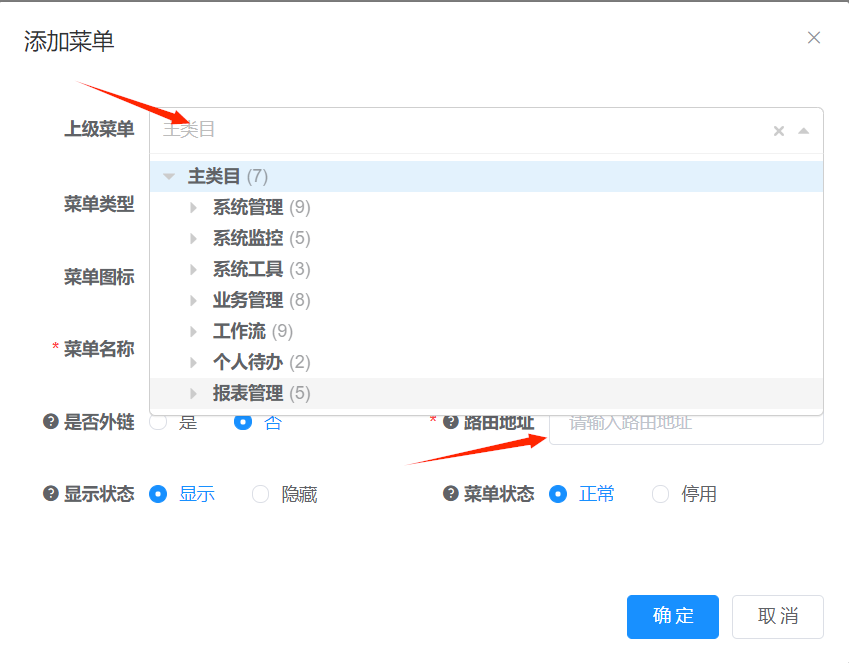 添加菜单
上级菜单 主类目
主类目 (7)
菜单类型 系统管理 (9)
系统监控 (5)
菜单图标 系统工具 (3)
业务管理 (8)
* 菜单名称 工作流 (9)
个人待办 (2)
报表管理 (5)
是否外链 是 否 * 路由地址 请输入路由地址
显示状态 显示 隐藏 菜单状态 正常 停用
确定 取消